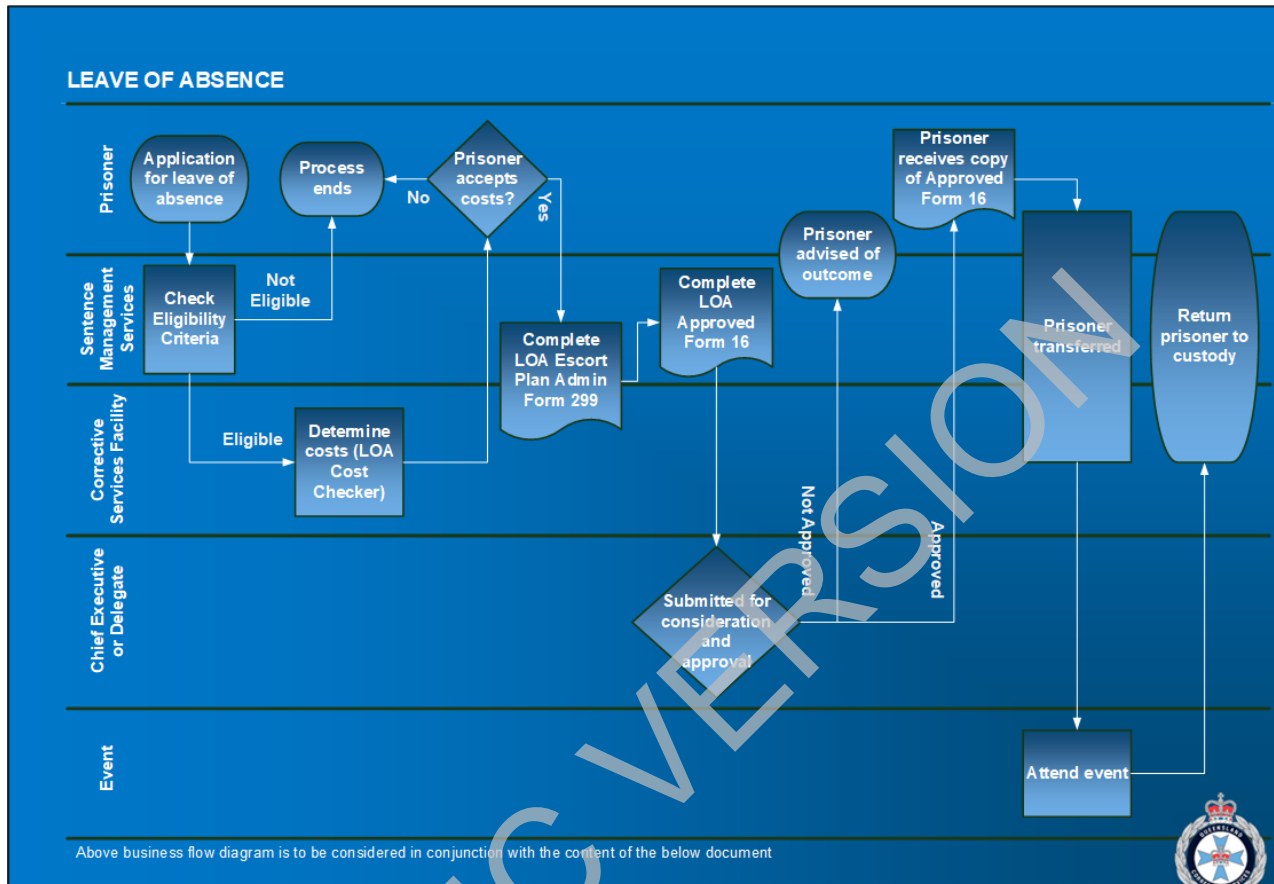 LEAVE OF ABSENCE
Prisoner
Application
for leave of
absence
Process
ends
No
Prisoner
accepts
costs?
Yes
Prisoner
receives copy
of Approved
Form 16
Prisoner
advised of
outcome
Sentence
Management
Services
Check
Eligibility
Criteria
Not
Eligible
Complete
LOA Escort
Plan Admin
Form 299
Complete
LOA
Approved
Form 16
Prisoner
transferred
Return
prisoner to
custody
Corrective
Services Facility
Eligible
Determine
costs (LOA
Cost
Checker)
Not Approved
Approved
Chief Executive
or Delegate
Submitted for
consideration
and
approval
Event
Attend event
Above business flow diagram is to be considered in conjunction with the content of the below document
QUEENSLAND
IC VERSION